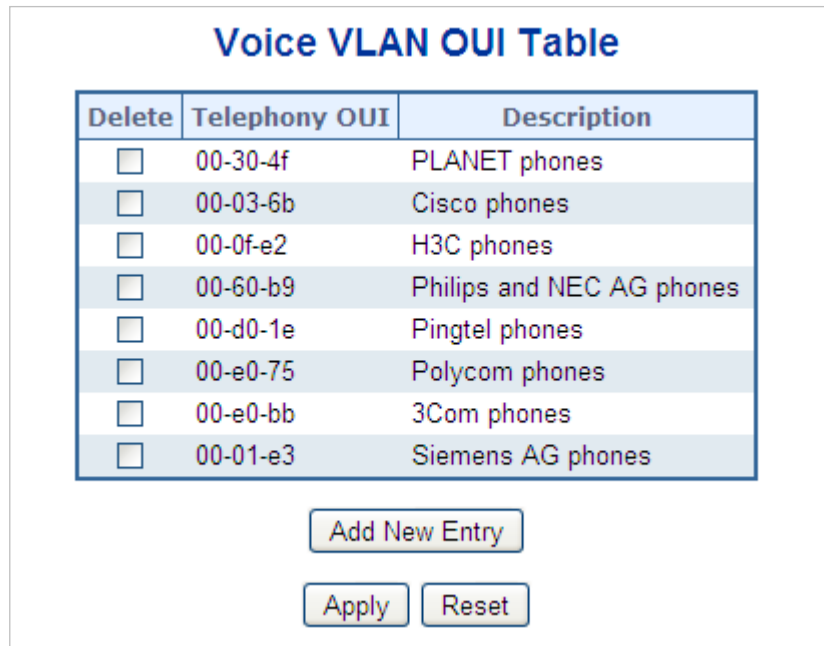 Voice VLAN OUI Table
Delete Telephony OUI Description
00-30-4f PLANET phones
00-03-6b Cisco phones
00-0f-e2 H3C phones
00-60-b9 Philips and NEC AG phones
00-d0-1e Pingtel phones
00-e0-75 Polycom phones
00-e0-bb 3Com phones
00-01-e3 Siemens AG phones
Add New Entry
Apply Reset